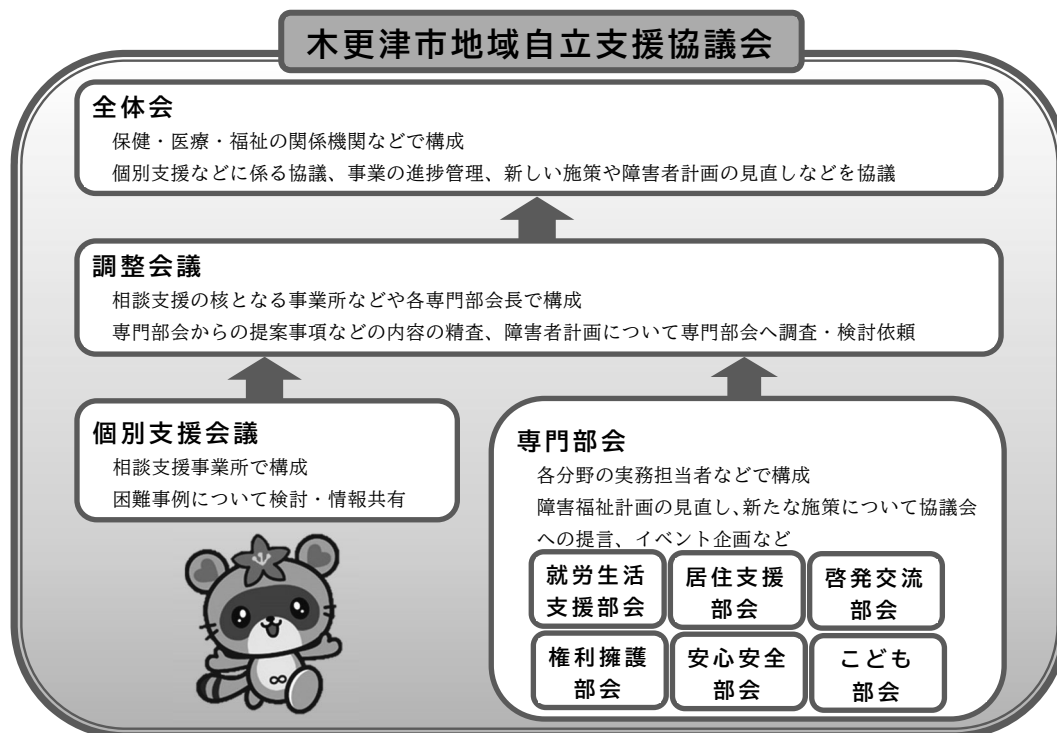 木更津市地域自立支援協議会
全体会
保健・医療・福祉の関係機関などで構成
個別支援などに係る協議、事業の進捗管理、新しい施策や障害者計画の見直しなどを協議
調整会議
相談支援の核となる事業所などや各専門部会長で構成
専門部会からの提案事項などの内容の精査、障害者計画について専門部会へ調査・検討依頼
個別支援会議
相談支援事業所で構成
困難事例について検討・情報共有
専門部会
各分野の実務担当者などで構成
障害福祉計画の見直し、新たな施策について協議会
への提言、イベント企画など
就労生活
支援部会
居住支援
部会
啓発交流
部会
権利擁護
部会
安心安全
部会
こども
部会